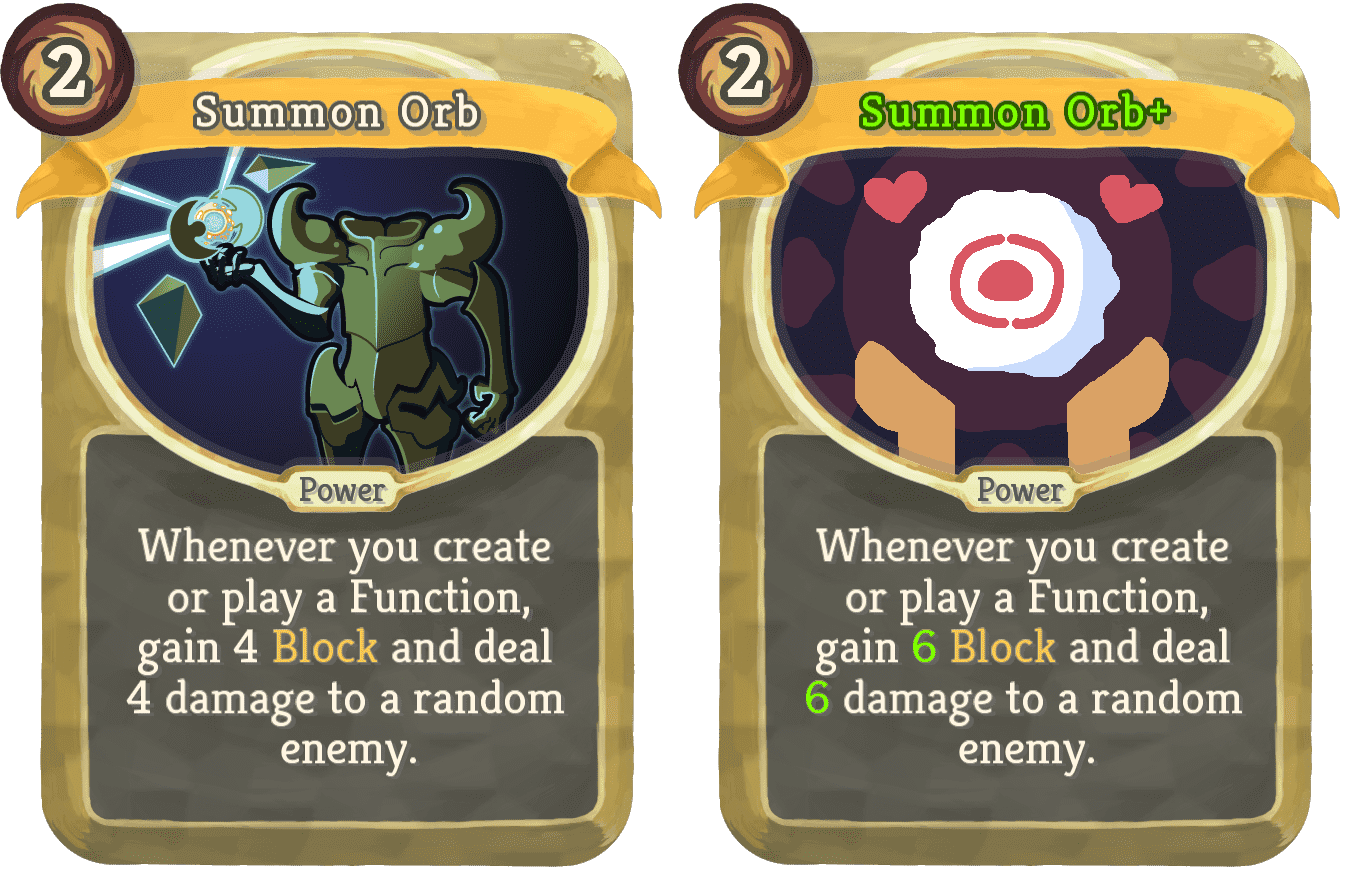 2
Summon Orb
Power
Whenever you create
or play a Function,
gain 4 Block and deal
4 damage to a random
enemy.
2
Summon Orb+
Power
Whenever you create
or play a Function,
gain 6 Block and deal
6 damage to a random
enemy.